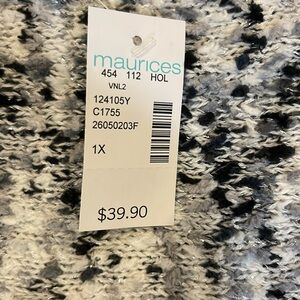 maurices
454 112 HOL
VNL2
124105Y
C1755
26050203F
1X
$39.90